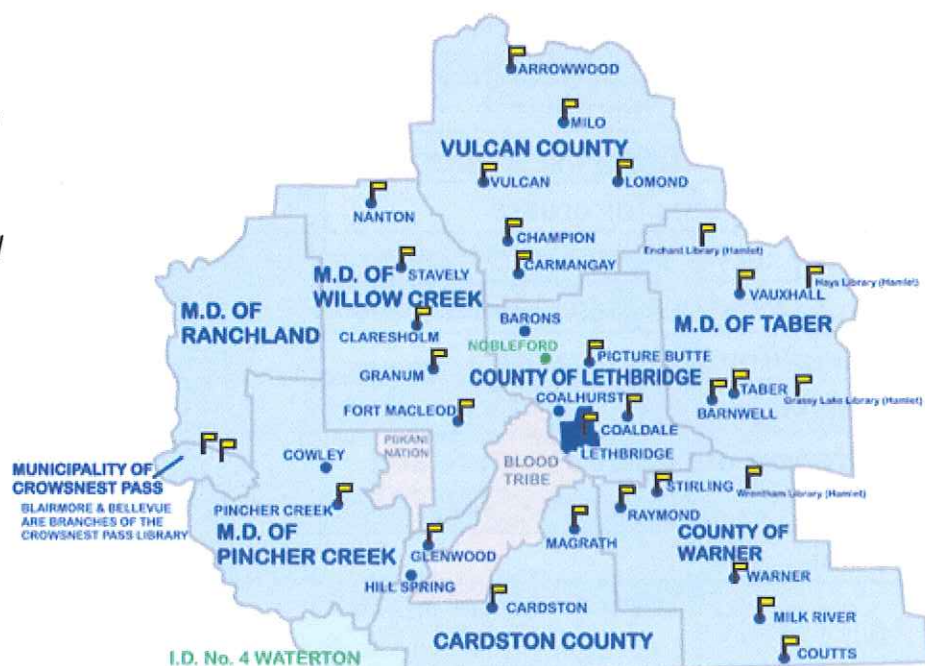 ARROWWOOD
MILO
VULCAN COUNTY
VULCAN
LOMOND
NANTON
CHAMPION
Enchant Library (Hamlet)
STAVELY
CARMANGAY
M.D. OF
WILLOW CREEK
Hays Library (Hamlet)
VAUXHALL
M.D. OF
RANCHLAND
BARONS
M.D. OF TABER
CLARESHOLM
NOBLEFORD
PICTURE BUTTE
GRANUM
COUNTY OF LETHBRIDGE
TABER
BARNWELL
Grassy Lake Library (Hamlet)
FORT MACLEOD
COALHURST
COALDALE
PIIKANI
NATION
LETHBRIDGE
BLOOD
TRIBE
MUNICIPALITY OF
CROWSNEST PASS
BLAIRMORE & BELLEVUE
ARE BRANCHES OF THE
CROWSNEST PASS LIBRARY
COWLEY
STIRLING
Wrentham Library (Hamlet)
PINCHER CREEK
RAYMOND
M.D. OF
PINCHER CREEK
COUNTY OF
WARNER
MAGRATH
GLENWOOD
HILL SPRING
WARNER
CARDSTON
MILK RIVER
CARDSTON COUNTY
COUTTS
I.D. No. 4 WATERTON